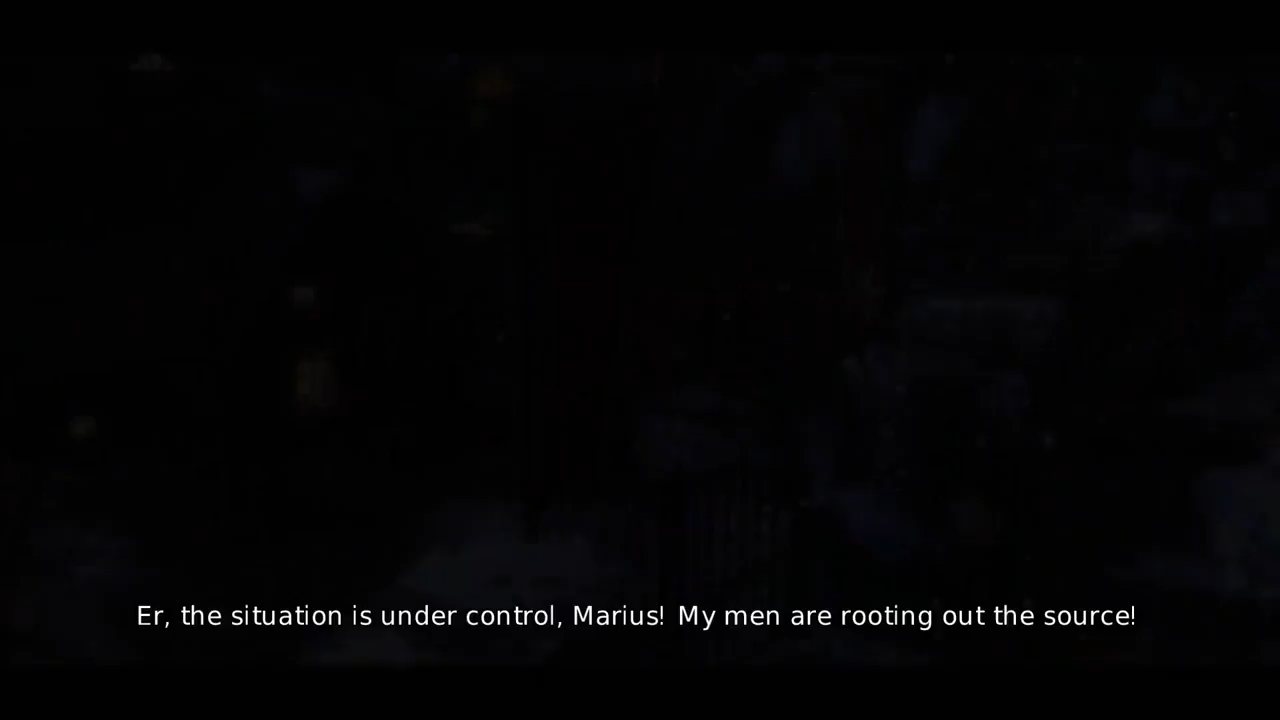 Er, the situation is under control, Marius! My men are rooting out the source!